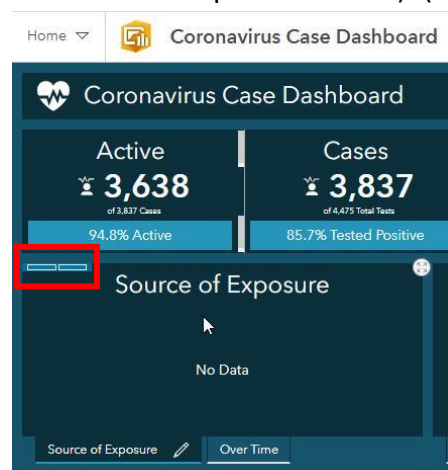 Home Coronavirus Case Dashboard
Coronavirus Case Dashboard
Active
3,638
of 3,837 Cases
94.8% Active
Cases
3,837
of 4,475 Total Tests
85.7% Tested Positive
Source of Exposure
No Data
Source of Exposure Over Time